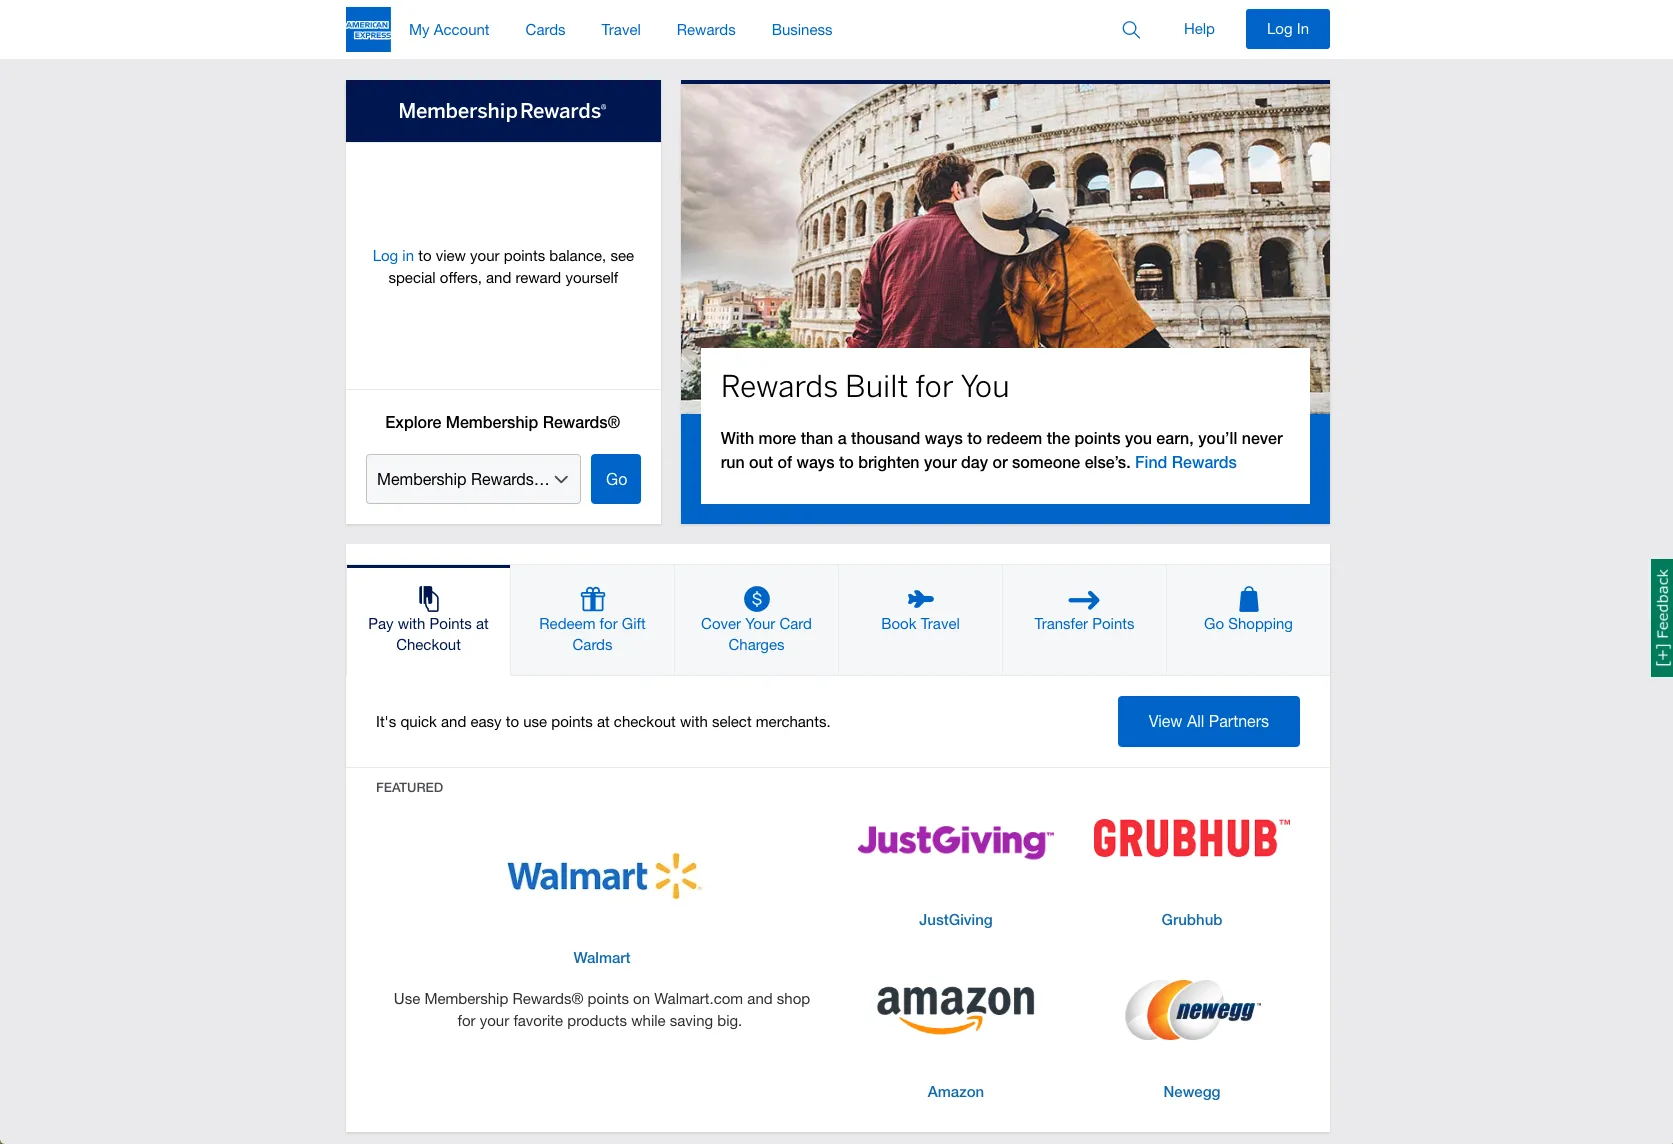 AMERICAN
EXPRESS
My Account
Cards
Travel
Rewards
Business
Help
Log In
Membership Rewards®
Log in to view your points balance, see
special offers, and reward yourself
Explore Membership Rewards®
Membership Rewards...
Go
Rewards Built for You
With more than a thousand ways to redeem the points you earn, you’ll never
run out of ways to brighten your day or someone else’s. Find Rewards
Pay with Points at
Checkout
Redeem for Gift
Cards
$
Cover Your Card
Charges
Book Travel
Transfer Points
Go Shopping
[+] Feedback
It's quick and easy to use points at checkout with select merchants.
View All Partners
FEATURED
Walmart
Walmart
Use Membership Rewards® points on Walmart.com and shop
for your favorite products while saving big.
JustGiving™
JustGiving
GRUBHUB™
Grubhub
amazon
Amazon
newegg™
Newegg